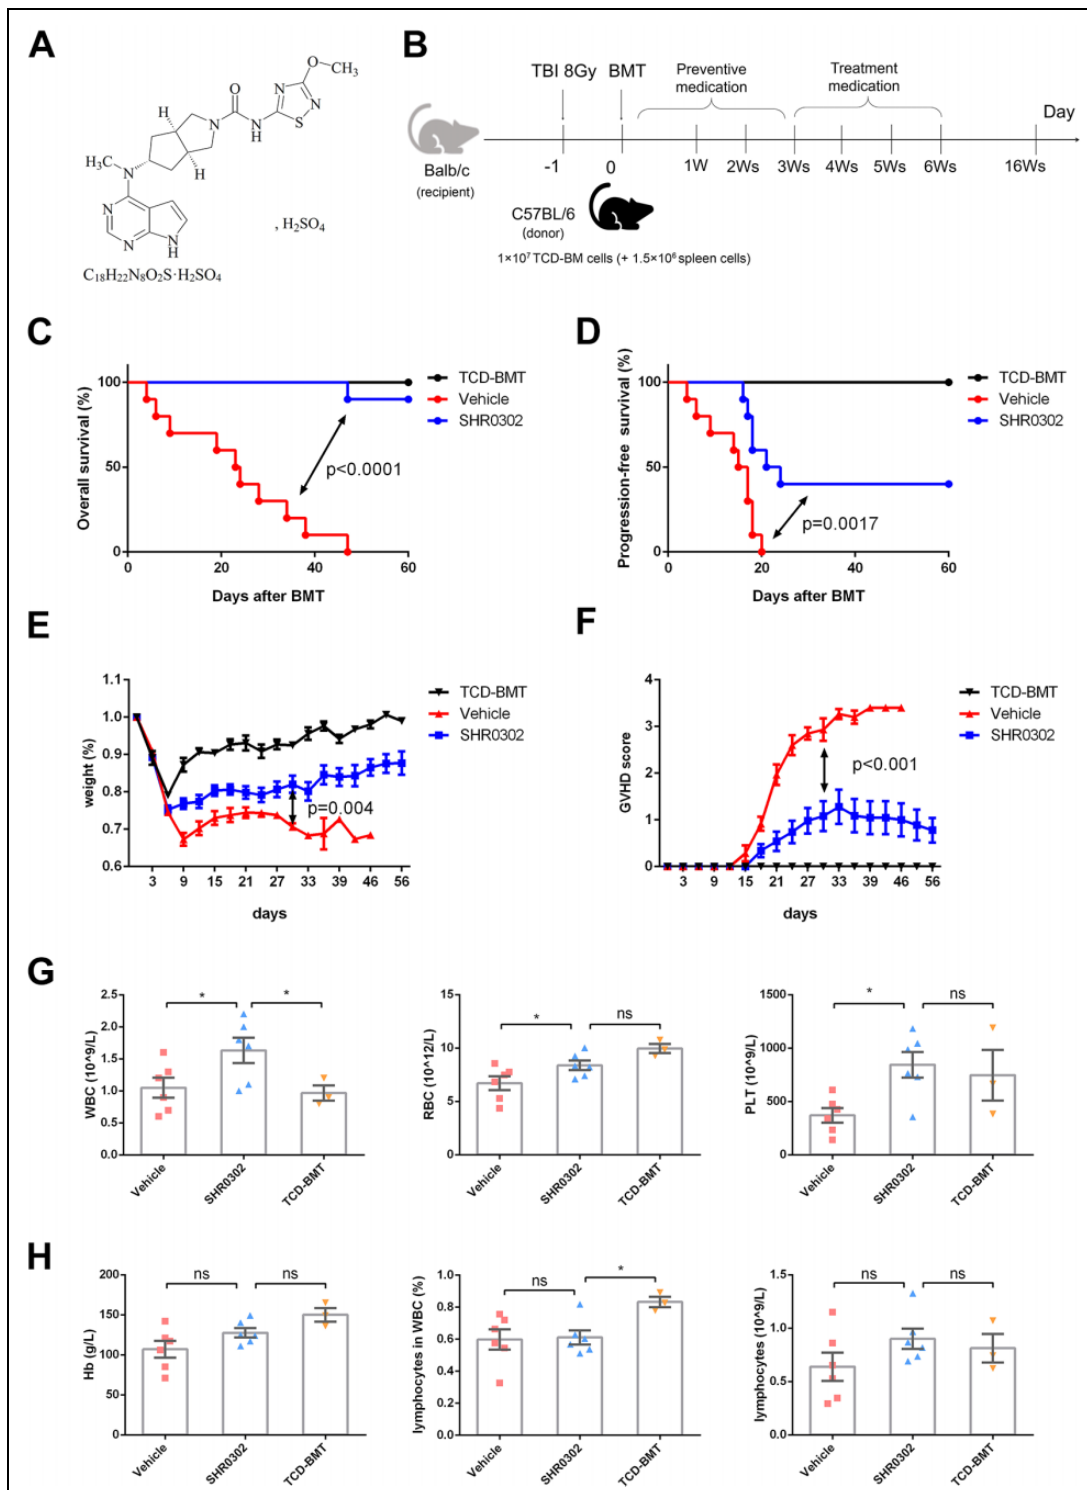 A
O
CH₃
N
N
S
O
N
H
N
H
H
H₃C
N
N
N
N
H
, H₂SO₄
C₁₈H₂₂N₈O₂S·H₂SO₄
B
TBI 8Gy BMT
Preventive
medication
Treatment
medication
Day
Balb/c
(recipient)
-1 0 1W 2Ws 3Ws 4Ws 5Ws 6Ws 16Ws
C57BL/6
(donor)
1×10⁷ TCD-BM cells (+ 1.5×10⁶ spleen cells)
C
Overall survival (%)
100
50
0
0 20 40 60
Days after BMT
TCD-BMT
Vehicle
SHR0302
p<0.0001
D
Progression-free survival (%)
100
50
0
0 20 40 60
Days after BMT
TCD-BMT
Vehicle
SHR0302
p=0.0017
E
weight (%)
1.1
1.0
0.9
0.8
0.7
0.6
3 9 15 21 27 33 39 46 56
days
TCD-BMT
Vehicle
SHR0302
p=0.004
F
GVHD score
4
3
2
1
0
3 9 15 21 27 33 39 46 56
days
TCD-BMT
Vehicle
SHR0302
p<0.001
G
WBC (10^9/L)
2.5
2.0
1.5
1.0
0.5
0.0
* *
Vehicle SHR0302 TCD-BMT
RBC (10^12/L)
15
10
5
0
* ns
Vehicle SHR0302 TCD-BMT
PLT (10^9/L)
1500
1000
500
0
* ns
Vehicle SHR0302 TCD-BMT
H
Hb (g/L)
200
150
100
50
0
ns ns
Vehicle SHR0302 TCD-BMT
lymphocytes in WBC (%)
1.0
0.8
0.6
0.4
0.2
0.0
ns *
Vehicle SHR0302 TCD-BMT
lymphocytes (10^9/L)
1.5
1.0
0.5
0.0
ns ns
Vehicle SHR0302 TCD-BMT